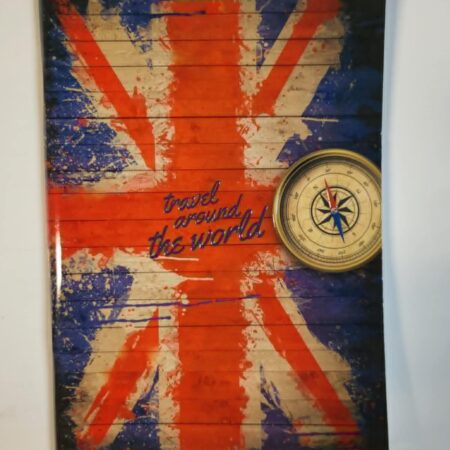 travel
around
the world